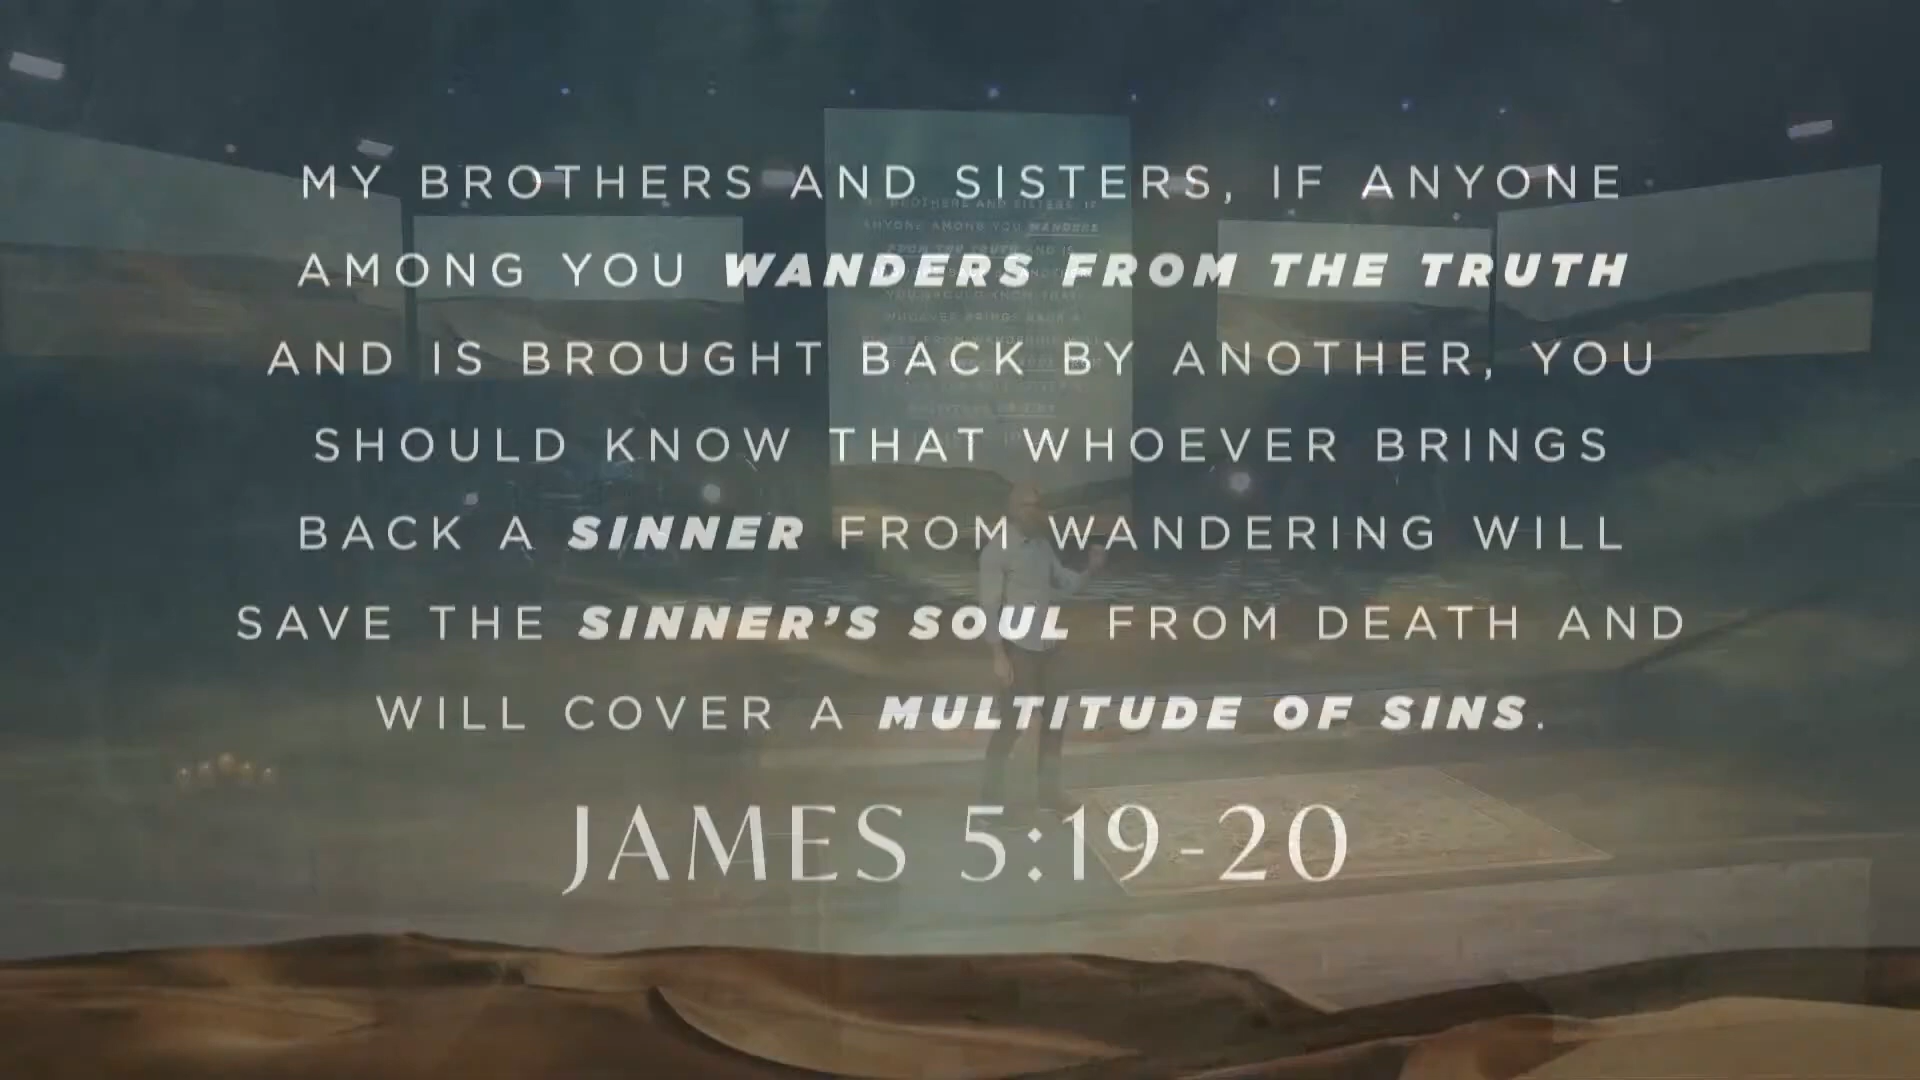 MY BROTHERS AND SISTERS, IF ANYONE
AMONG YOU WANDERS FROM THE TRUTH
AND IS BROUGHT BACK BY ANOTHER, YOU
SHOULD KNOW THAT WHOEVER BRINGS
BACK A SINNER FROM WANDERING WILL
SAVE THE SINNER'S SOUL FROM DEATH AND
WILL COVER A MULTITUDE OF SINS.
JAMES 5:19-20